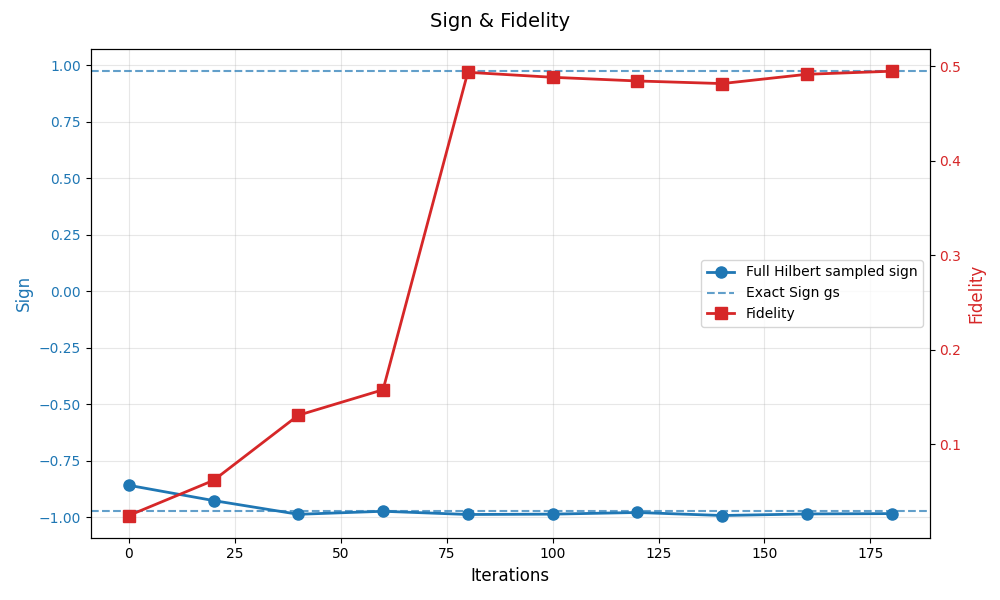 Sign & Fidelity
1.00
0.75
0.50
0.25
0.00
−0.25
−0.50
−0.75
−1.00
Sign
0.5
0.4
0.3
0.2
0.1
Fidelity
Full Hilbert sampled sign
Exact Sign gs
Fidelity
0 25 50 75 100 125 150 175
Iterations